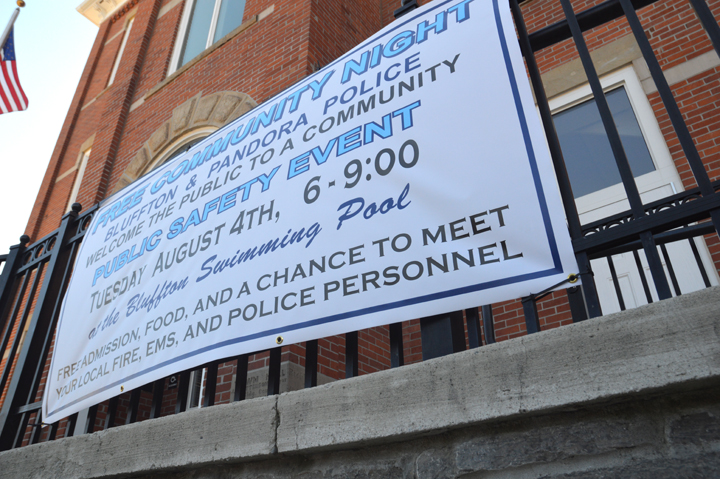 FREE COMMUNITY NIGHT
BLUFFTON & PANDORA POLICE
WELCOME THE PUBLIC TO A COMMUNITY
PUBLIC SAFETY EVENT
TUESDAY AUGUST 4TH, 6 - 9:00
at the Bluffton Swimming Pool
FREE ADMISSION, FOOD, AND A CHANCE TO MEET
YOUR LOCAL FIRE, EMS, AND POLICE PERSONNEL